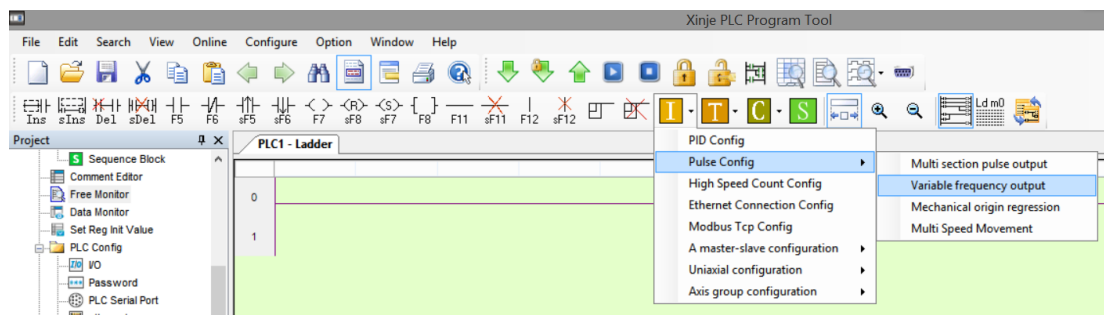 Xinje PLC Program Tool
File Edit Search View Online Configure Option Window Help
Ins sIns Del sDel F5 F6 sF5 sF6 F7 sF8 sF7 F8 F11 sF11 F12 sF12 I T C S Ld m0
Project
PLC1 - Ladder
S Sequence Block
Comment Editor
Free Monitor
Data Monitor
Set Reg Init Value
PLC Config
I/O I/O
Password
PLC Serial Port
0
1
PID Config
Pulse Config
High Speed Count Config
Ethernet Connection Config
Modbus Tcp Config
A master-slave configuration
Uniaxial configuration
Axis group configuration
Multi section pulse output
Variable frequency output
Mechanical origin regression
Multi Speed Movement